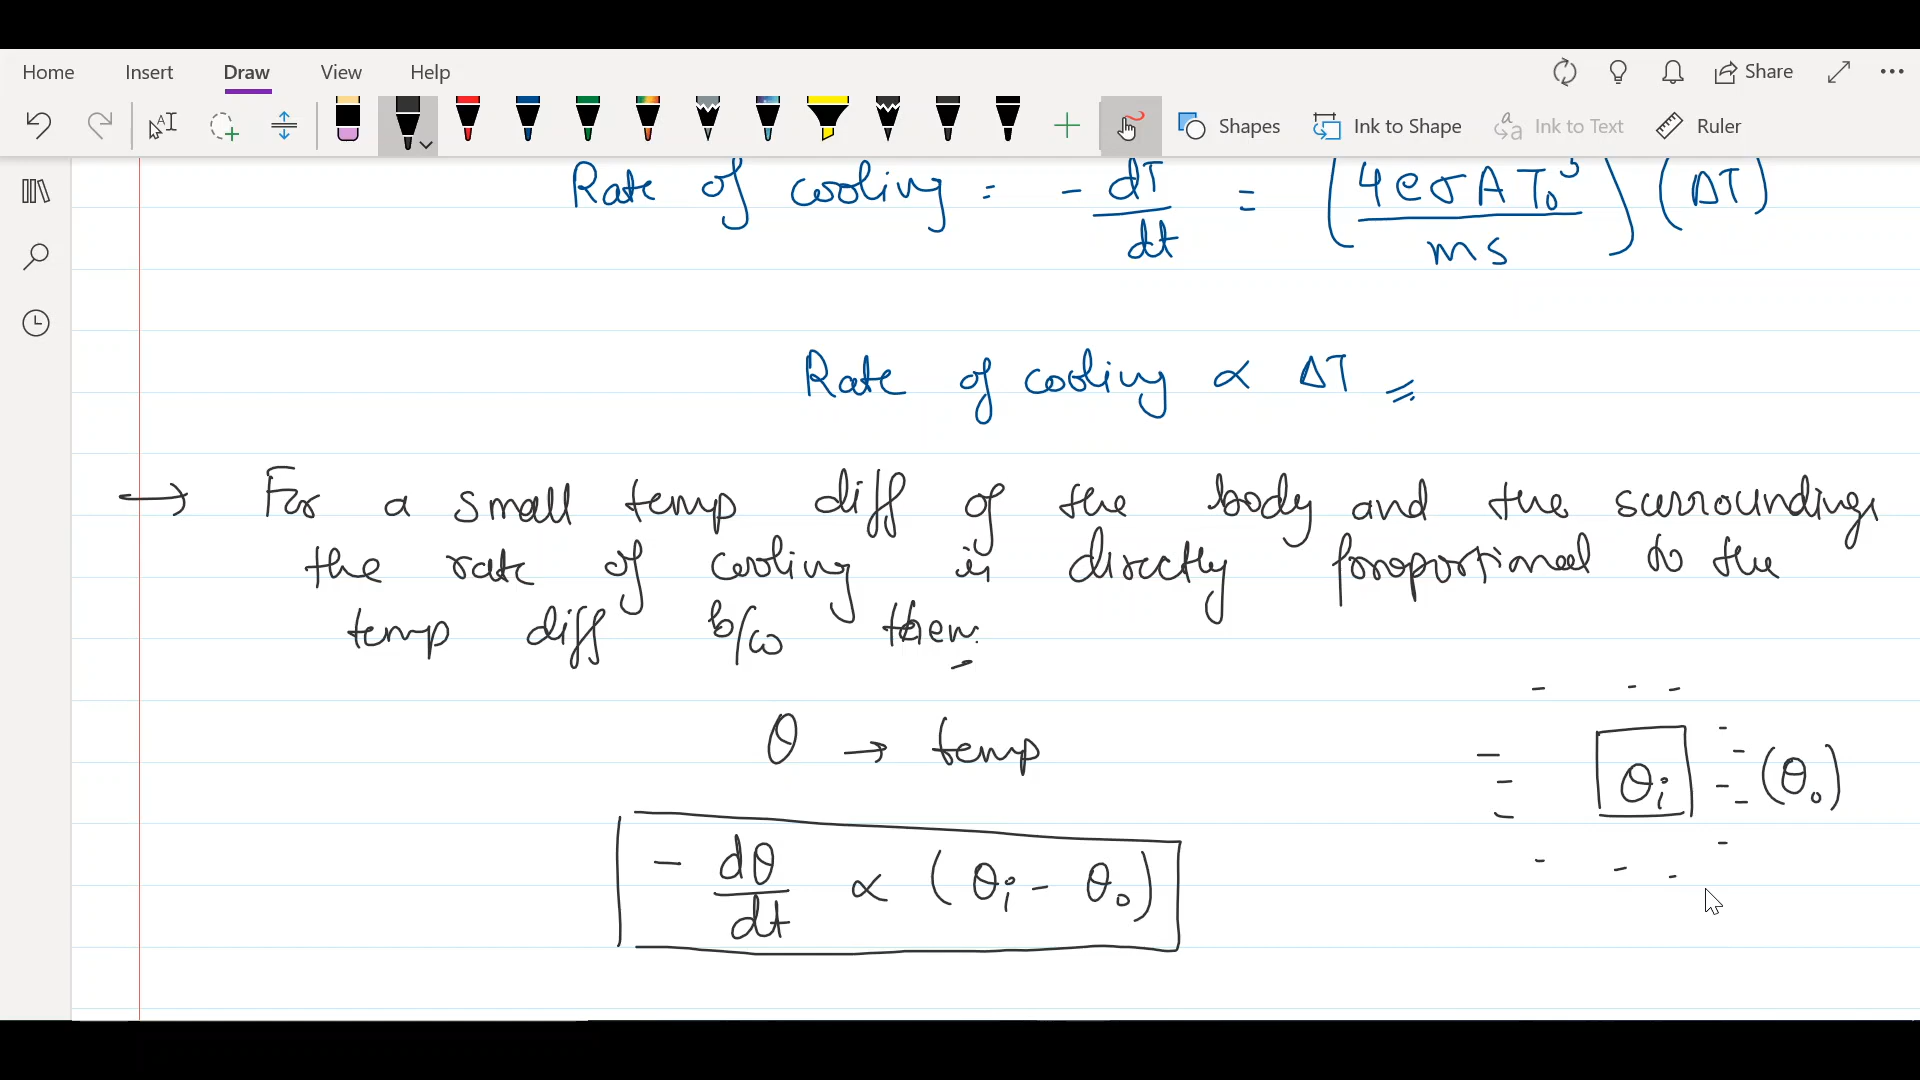 Home Insert Draw View Help Share
Shapes Ink to Shape Ink to Text Ruler
Rate of cooling = - dT/dt = (4eσAT₀³/ms) (ΔT)
Rate of cooling ∝ ΔT
→ For a small temp diff of the body and the surroundings
the rate of cooling is directly proportional to the
temp diff b/w them.
θ → temp
θᵢ (θ₀)
- dθ/dt ∝ (θᵢ - θ₀)